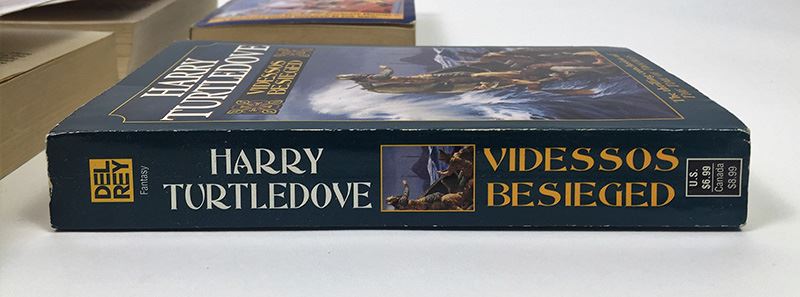 HARRY
TURTLEDOVE
VIDESSOS
BESIEGED
DEL
REY
Fantasy
HARRY
TURTLEDOVE
VIDESSOS
BESIEGED
U.S.
$6.99
Canada
$8.99